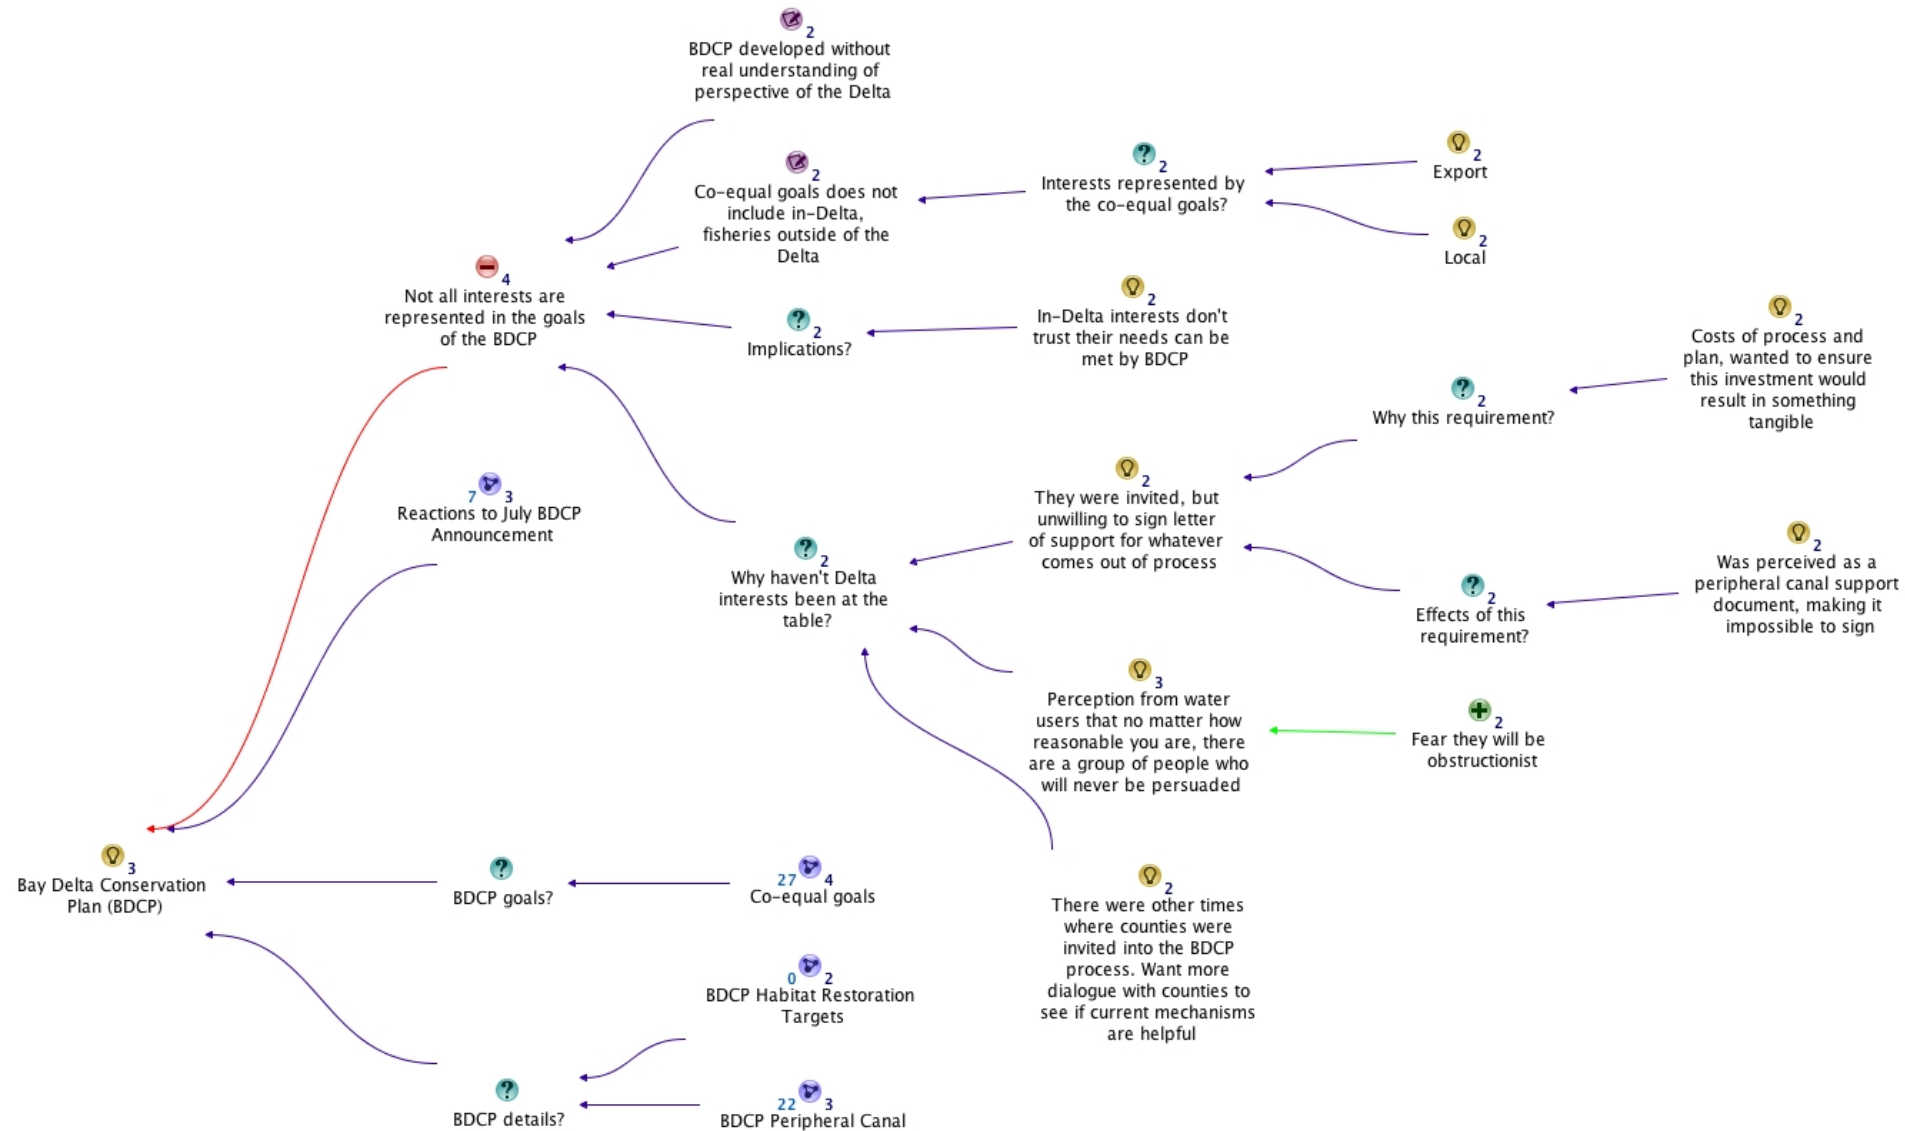 2
BDCP developed without
real understanding of
perspective of the Delta
2
Co-equal goals does not
include in-Delta,
fisheries outside of the
Delta
2
Interests represented by
the co-equal goals?
2
Export
2
Local
4
Not all interests are
represented in the goals
of the BDCP
2
Implications?
2
In-Delta interests don't
trust their needs can be
met by BDCP
2
Costs of process and
plan, wanted to ensure
this investment would
result in something
tangible
2
Why this requirement?
7 3
Reactions to July BDCP
Announcement
2
Why haven't Delta
interests been at the
table?
2
They were invited, but
unwilling to sign letter
of support for whatever
comes out of process
2
Effects of this
requirement?
2
Was perceived as a
peripheral canal support
document, making it
impossible to sign
3
Perception from water
users that no matter how
reasonable you are, there
are a group of people who
will never be persuaded
2
Fear they will be
obstructionist
3
Bay Delta Conservation
Plan (BDCP)
BDCP goals?
27 4
Co-equal goals
2
There were other times
where counties were
invited into the BDCP
process. Want more
dialogue with counties to
see if current mechanisms
are helpful
0 2
BDCP Habitat Restoration
Targets
BDCP details?
22 3
BDCP Peripheral Canal